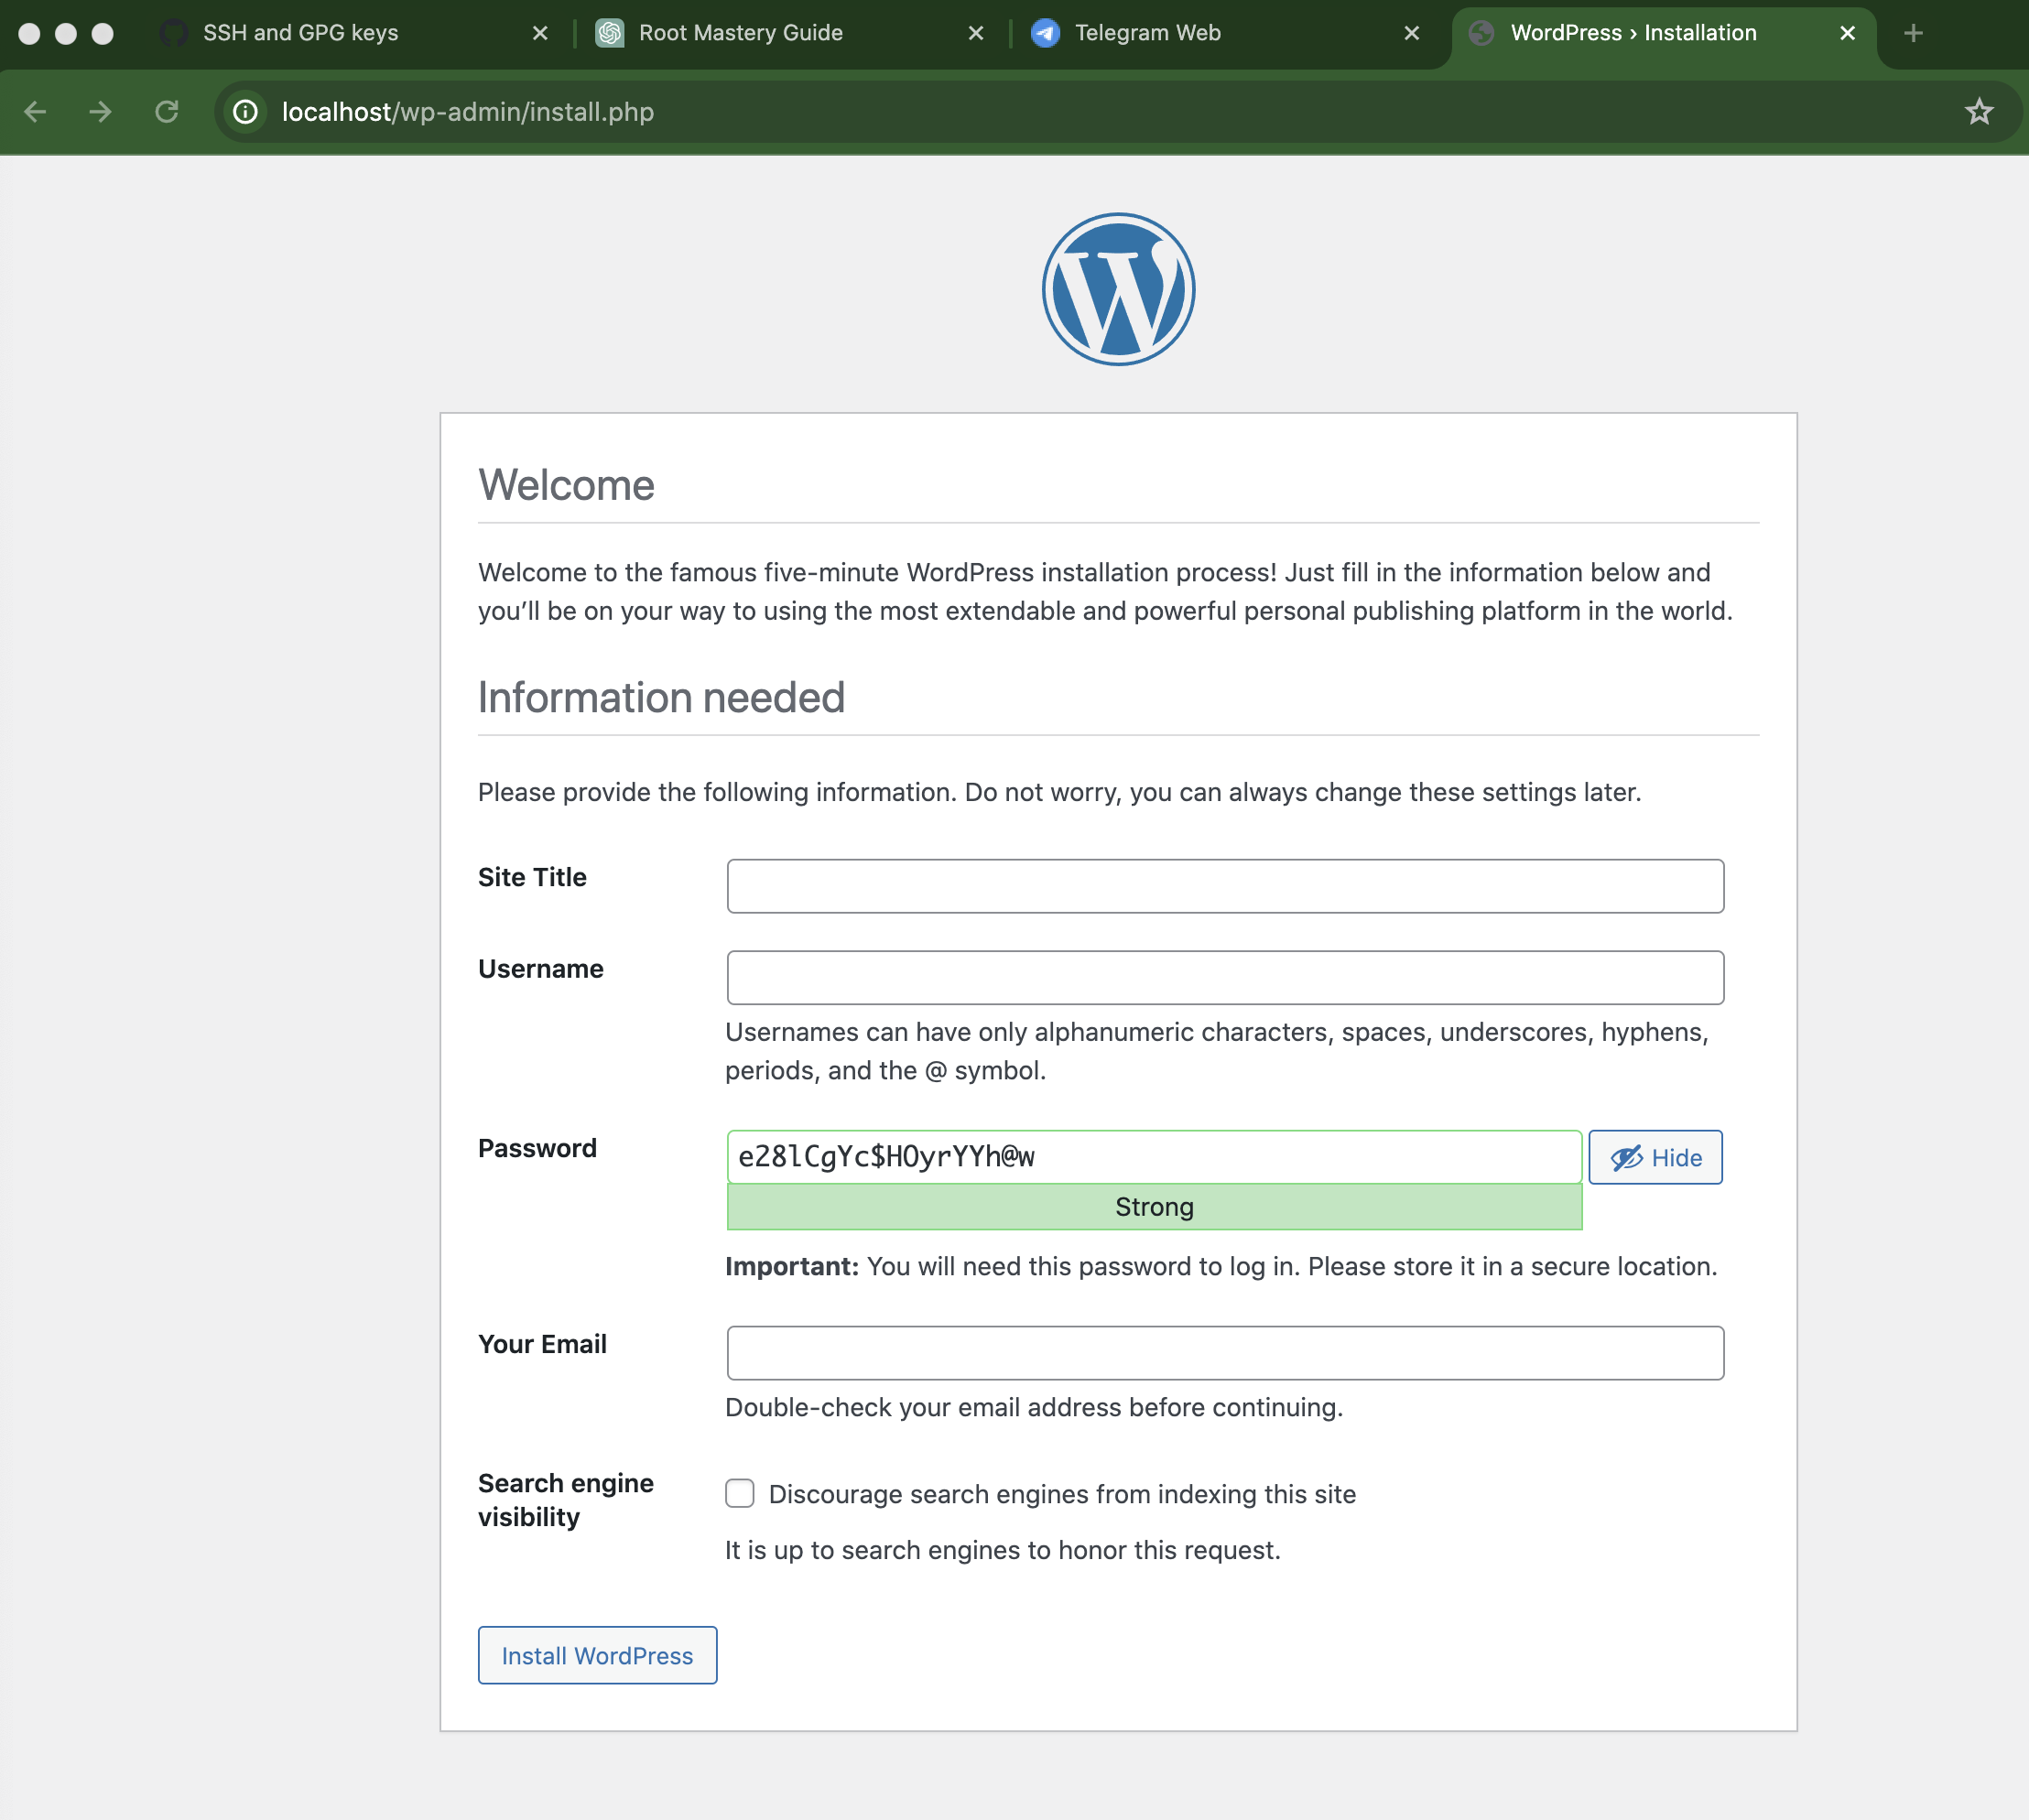 SSH and GPG keys
Root Mastery Guide
Telegram Web
WordPress › Installation
localhost/wp-admin/install.php
Welcome
Welcome to the famous five-minute WordPress installation process! Just fill in the information below and
you’ll be on your way to using the most extendable and powerful personal publishing platform in the world.
Information needed
Please provide the following information. Do not worry, you can always change these settings later.
Site Title
Username
Usernames can have only alphanumeric characters, spaces, underscores, hyphens,
periods, and the @ symbol.
Password
e28lCgYc$HOyrYYh@w
Hide
Strong
Important: You will need this password to log in. Please store it in a secure location.
Your Email
Double-check your email address before continuing.
Search engine
visibility
Discourage search engines from indexing this site
It is up to search engines to honor this request.
Install WordPress